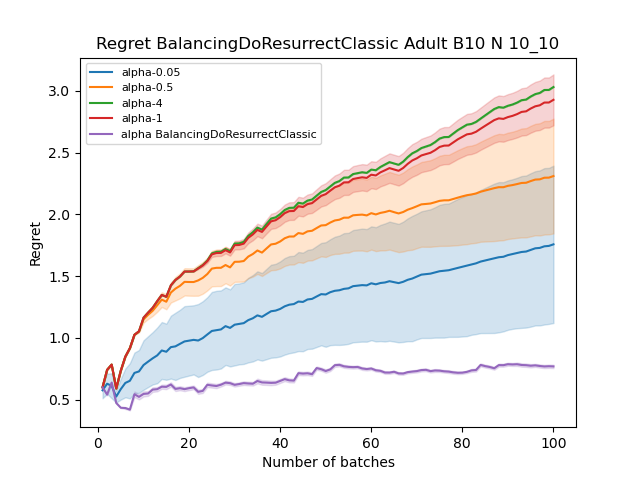 Regret BalancingDoResurrectClassic Adult B10 N 10_10
alpha-0.05
alpha-0.5
alpha-4
alpha-1
alpha BalancingDoResurrectClassic
Regret
3.0
2.5
2.0
1.5
1.0
0.5
0 20 40 60 80 100
Number of batches